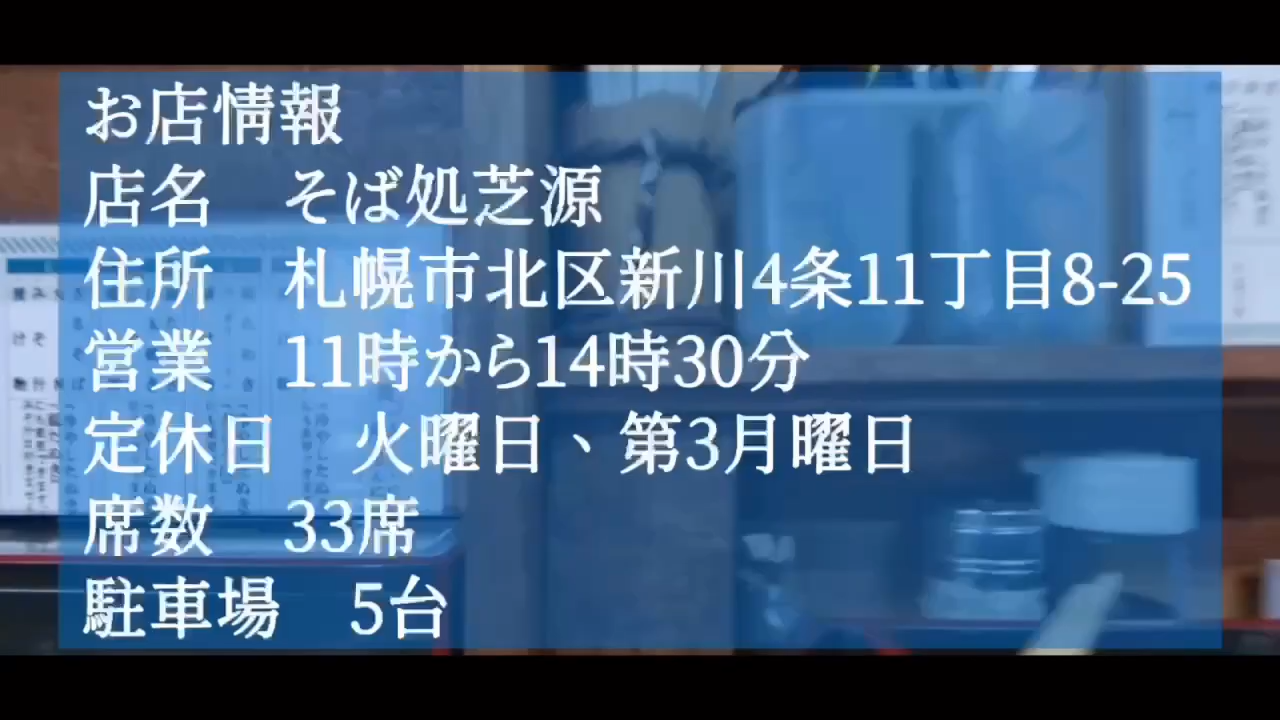 お店情報
店名　そば処芝源
住所　札幌市北区新川4条11丁目8-25
営業　11時から14時30分
定休日　火曜日、第3月曜日
席数　33席
駐車場　5台